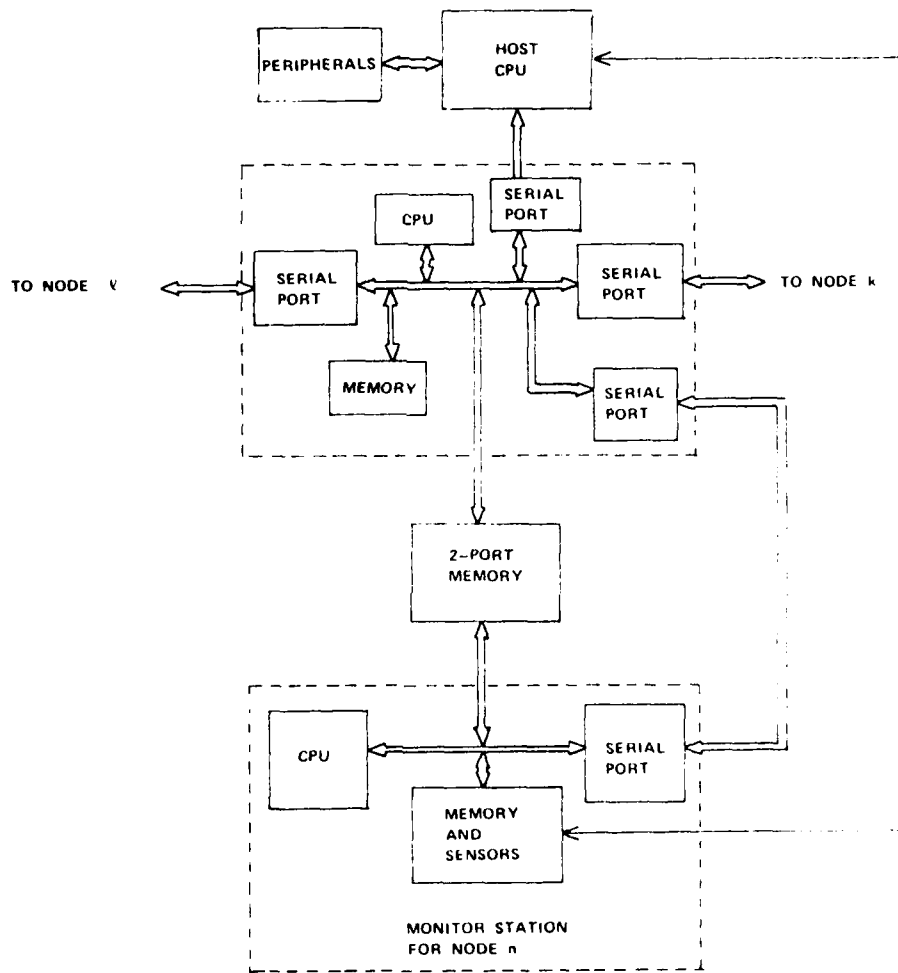 HOST
CPU
PERIPHERALS
SERIAL
PORT
CPU
TO NODE ℓ
SERIAL
PORT
SERIAL
PORT
TO NODE k
MEMORY
SERIAL
PORT
2-PORT
MEMORY
CPU
SERIAL
PORT
MEMORY
AND
SENSORS
MONITOR STATION
FOR NODE n